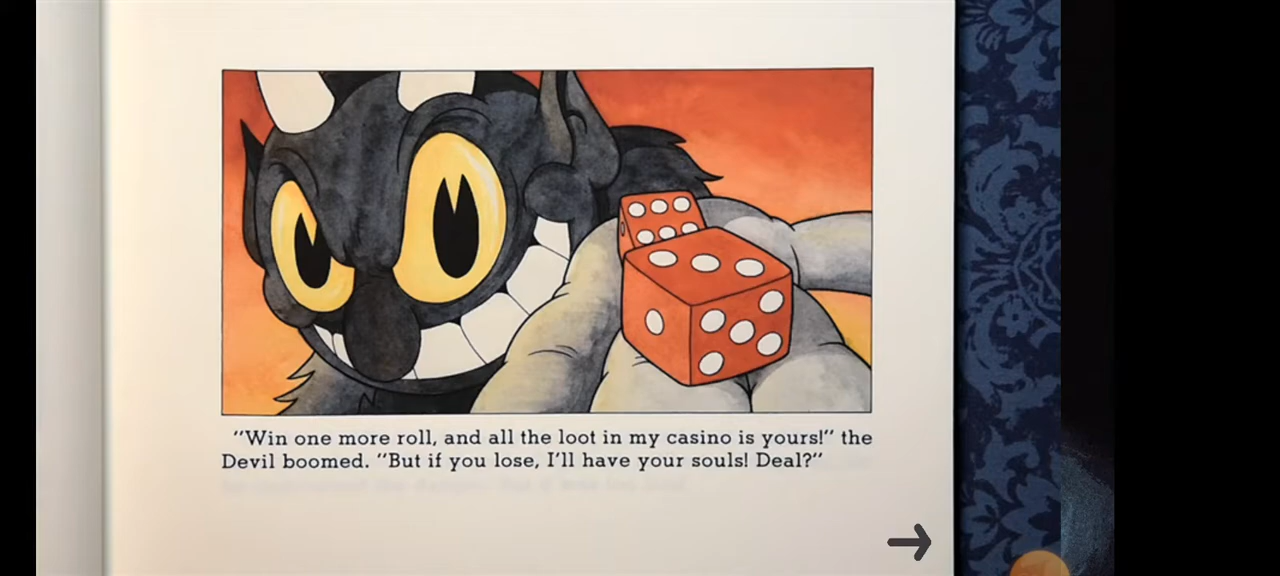 "Win one more roll, and all the loot in my casino is yours!" the
Devil boomed. "But if you lose, I'll have your souls! Deal?"